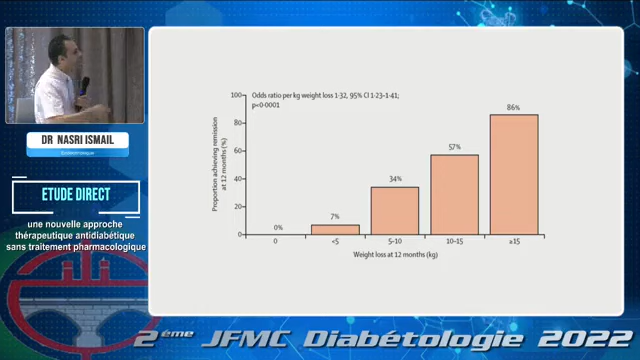 DR NASRI ISMAIL
ETUDE DIRECT
une nouvelle approche
thérapeutique antidiabétique
sans traitement pharmacologique
Odds ratio per kg weight loss 1·32, 95% CI 1·23–1·41;
p<0·0001
Proportion achieving remission
at 12 months (%)
100
80
60
40
20
0
0%
7%
34%
57%
86%
0
<5
5-10
10-15
≥15
Weight loss at 12 months (kg)
2ème JFMC Diabétologie 2022